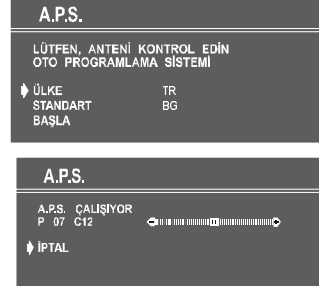 A.P.S.
LÜTFEN, ANTENİ KONTROL EDİN
OTO PROGRAMLAMA SİSTEMİ
ÜLKE TR
STANDART BG
BAŞLA
A.P.S.
A.P.S. ÇALIŞIYOR
P 07 C12
İPTAL